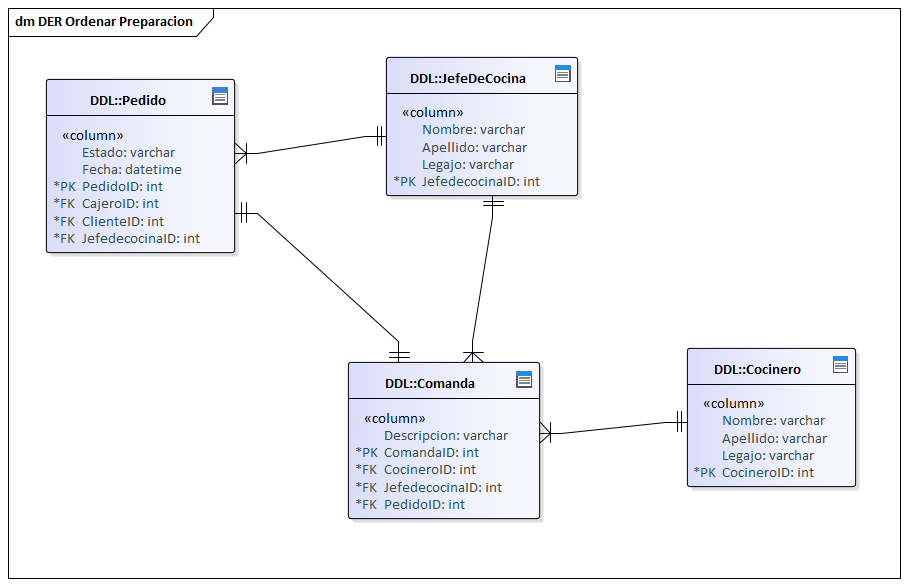 dm DER Ordenar Preparacion
DDL::Pedido
«column»
Estado: varchar
Fecha: datetime
*PK PedidoID: int
*FK CajeroID: int
*FK ClienteID: int
*FK JefedecocinaID: int
DDL::JefeDeCocina
«column»
Nombre: varchar
Apellido: varchar
Legajo: varchar
*PK JefedecocinaID: int
DDL::Comanda
«column»
Descripcion: varchar
*PK ComandaID: int
*FK CocineroID: int
*FK JefedecocinaID: int
*FK PedidoID: int
DDL::Cocinero
«column»
Nombre: varchar
Apellido: varchar
Legajo: varchar
*PK CocineroID: int